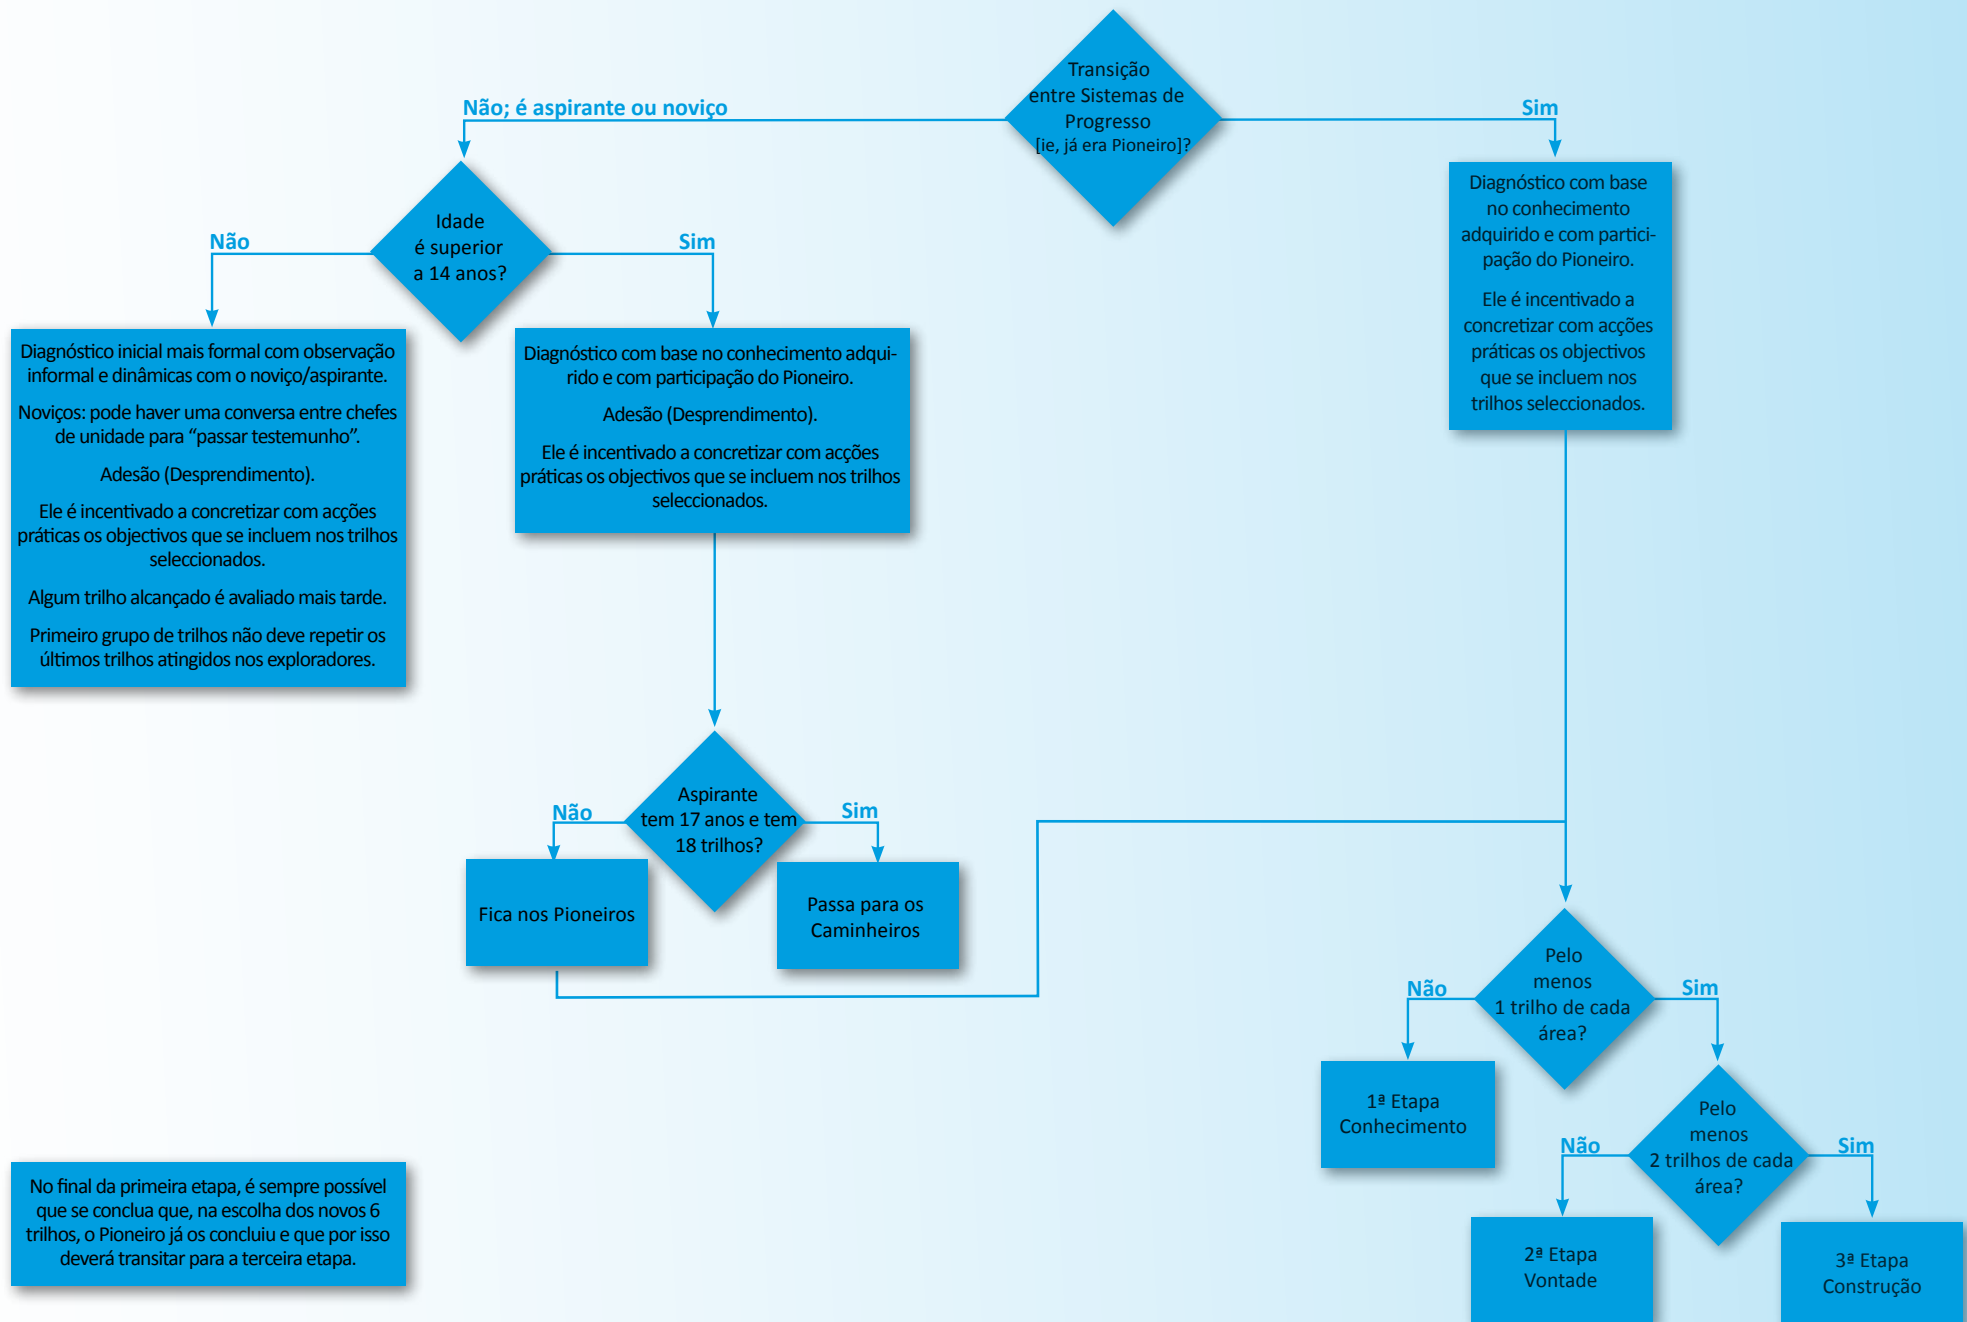 Transição
entre Sistemas de
Progresso
[ie, já era Pioneiro]?
Não; é aspirante ou noviço
Sim
Idade
é superior
a 14 anos?
Não
Sim
Diagnóstico com base
no conhecimento
adquirido e com partici-
pação do Pioneiro.
Ele é incentivado a
concretizar com acções
práticas os objectivos
que se incluem nos
trilhos seleccionados.
Diagnóstico inicial mais formal com observação
informal e dinâmicas com o noviço/aspirante.
Noviços: pode haver uma conversa entre chefes
de unidade para “passar testemunho”.
Adesão (Desprendimento).
Ele é incentivado a concretizar com acções
práticas os objectivos que se incluem nos trilhos
seleccionados.
Algum trilho alcançado é avaliado mais tarde.
Primeiro grupo de trilhos não deve repetir os
últimos trilhos atingidos nos exploradores.
Diagnóstico com base no conhecimento adqui-
rido e com participação do Pioneiro.
Adesão (Desprendimento).
Ele é incentivado a concretizar com acções
práticas os objectivos que se incluem nos trilhos
seleccionados.
Aspirante
tem 17 anos e tem
18 trilhos?
Não
Sim
Fica nos Pioneiros
Passa para os
Caminheiros
Pelo
menos
1 trilho de cada
área?
Não
Sim
1ª Etapa
Conhecimento
Pelo
menos
2 trilhos de cada
área?
Não
Sim
2ª Etapa
Vontade
3ª Etapa
Construção
No final da primeira etapa, é sempre possível
que se conclua que, na escolha dos novos 6
trilhos, o Pioneiro já os concluiu e que por isso
deverá transitar para a terceira etapa.